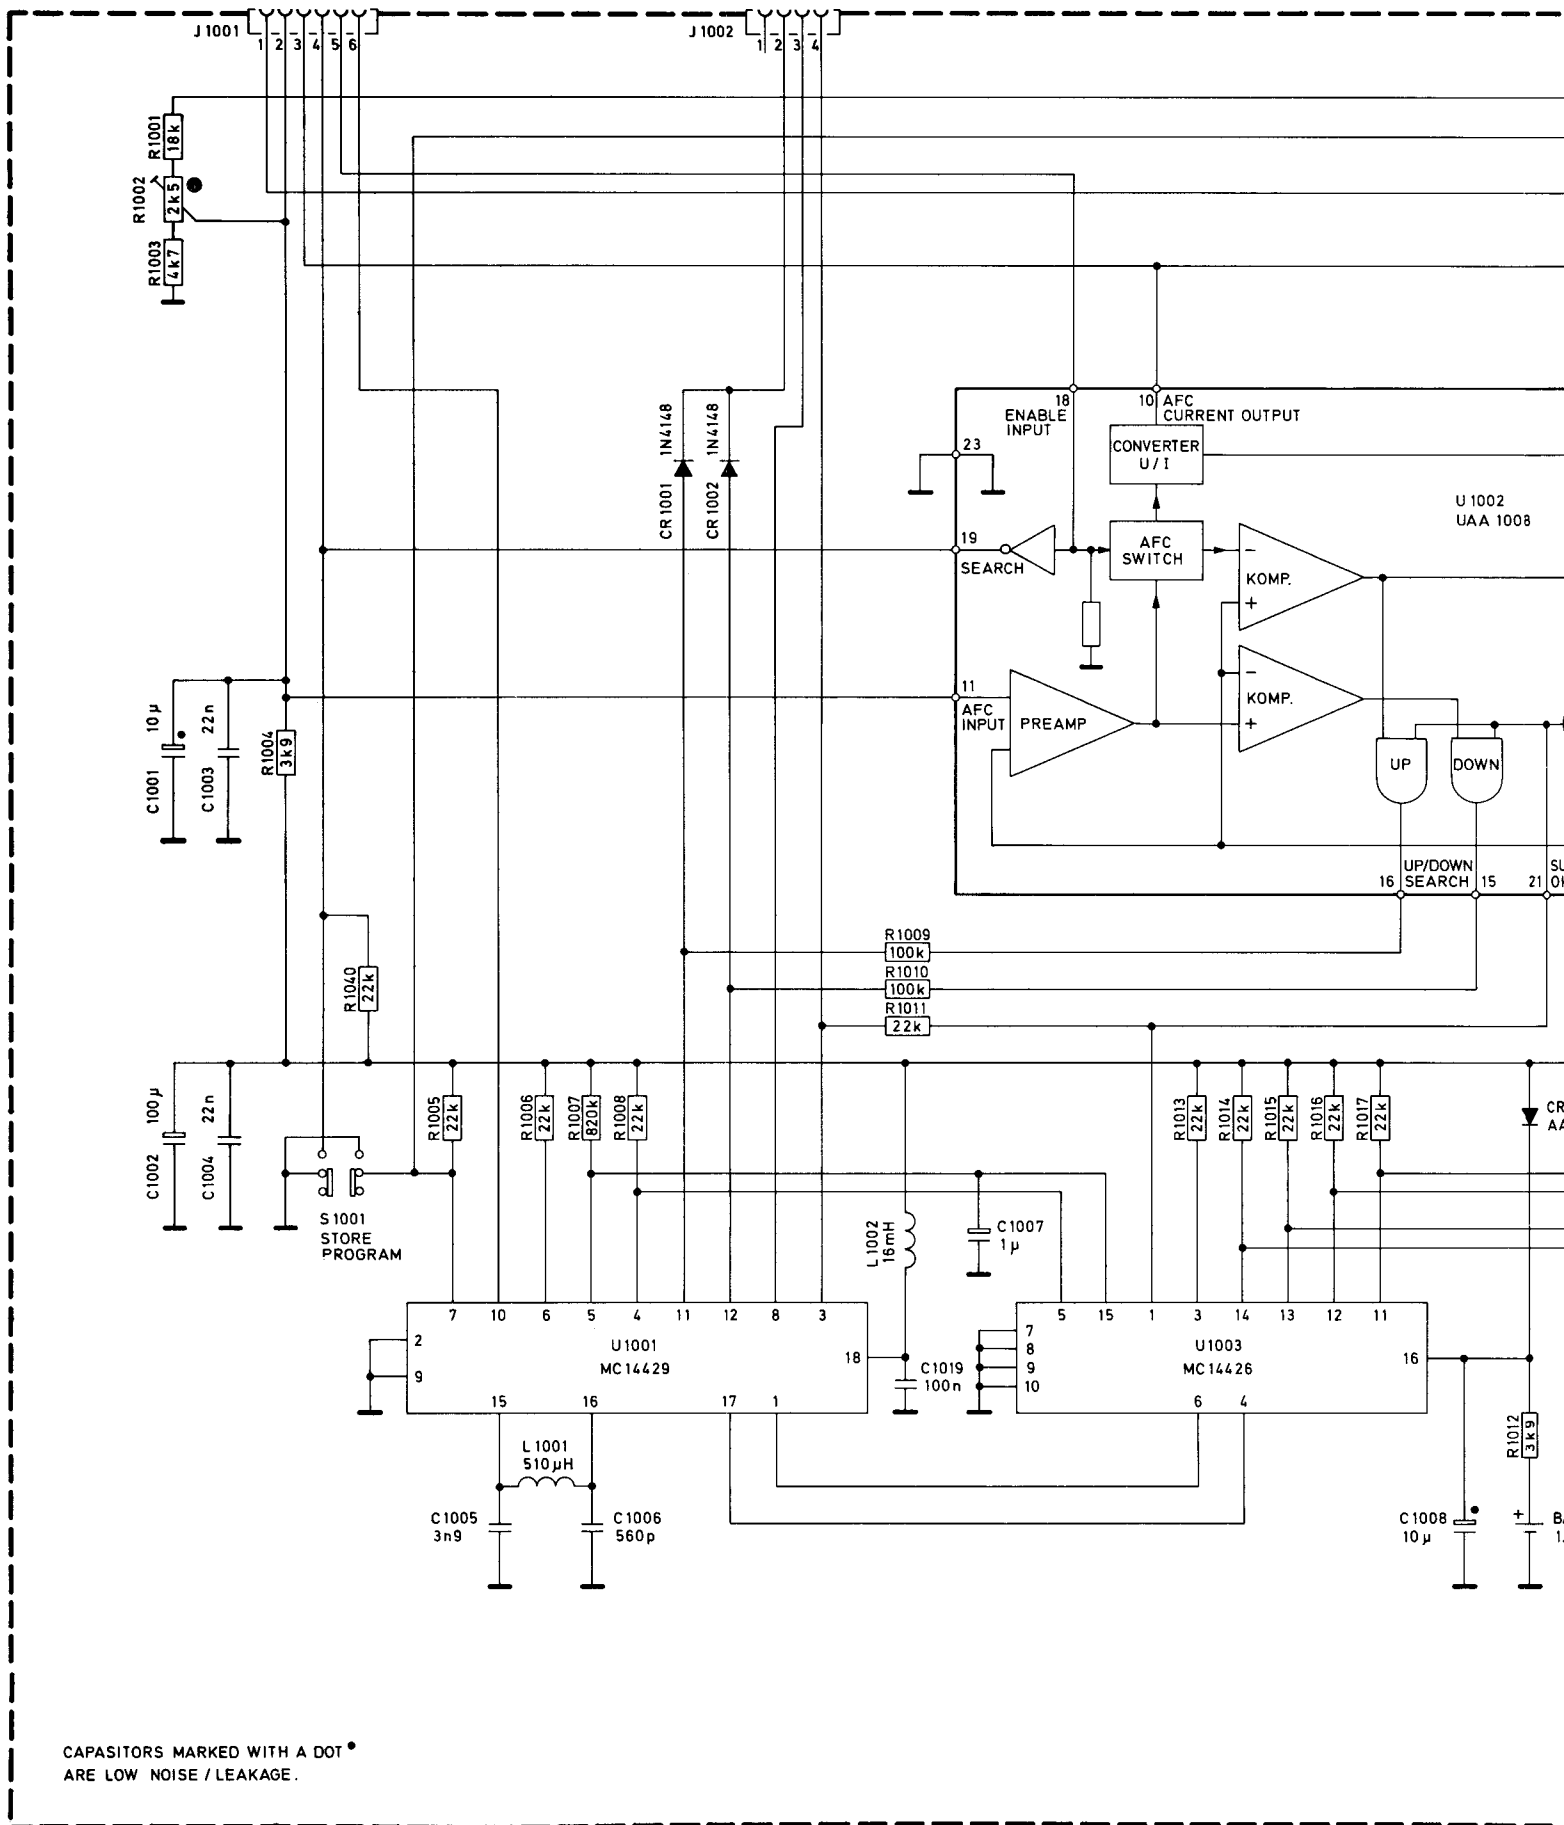 J1001
1 2 3 4 5 6
J1002
1 2 3 4
R1001
18k
R1002
2k5
R1003
4k7
1N4148
1N4148
CR1001
CR1002
18
ENABLE
INPUT
10 AFC
CURRENT OUTPUT
23
CONVERTER
U/I
U1002
UAA 1008
19
SEARCH
AFC
SWITCH
−
KOMP.
+
11
AFC
INPUT
PREAMP
−
KOMP.
+
UP
DOWN
10µ
C1001
22n
C1003
R1004
3k9
UP/DOWN
16 SEARCH 15
21
R1009
100k
R1010
100k
R1011
22k
R1040
22k
100µ
C1002
22n
C1004
R1005
22k
R1006
22k
R1007
820k
R1008
22k
R1013
22k
R1014
22k
R1015
22k
R1016
22k
R1017
22k
CR
S1001
STORE
PROGRAM
L1002
16mH
C1007
1µ
7 10 6 5 4 11 12 8 3
2
9
U1001
MC14429
18
15 16 17 1
C1019
100n
5 15 1 3 14 13 12 11
7
8
9
10
U1003
MC14426
16
6 4
L1001
510µH
C1005
3n9
C1006
560p
R1012
3k9
C1008
10µ
+
CAPASITORS MARKED WITH A DOT ●
ARE LOW NOISE / LEAKAGE.